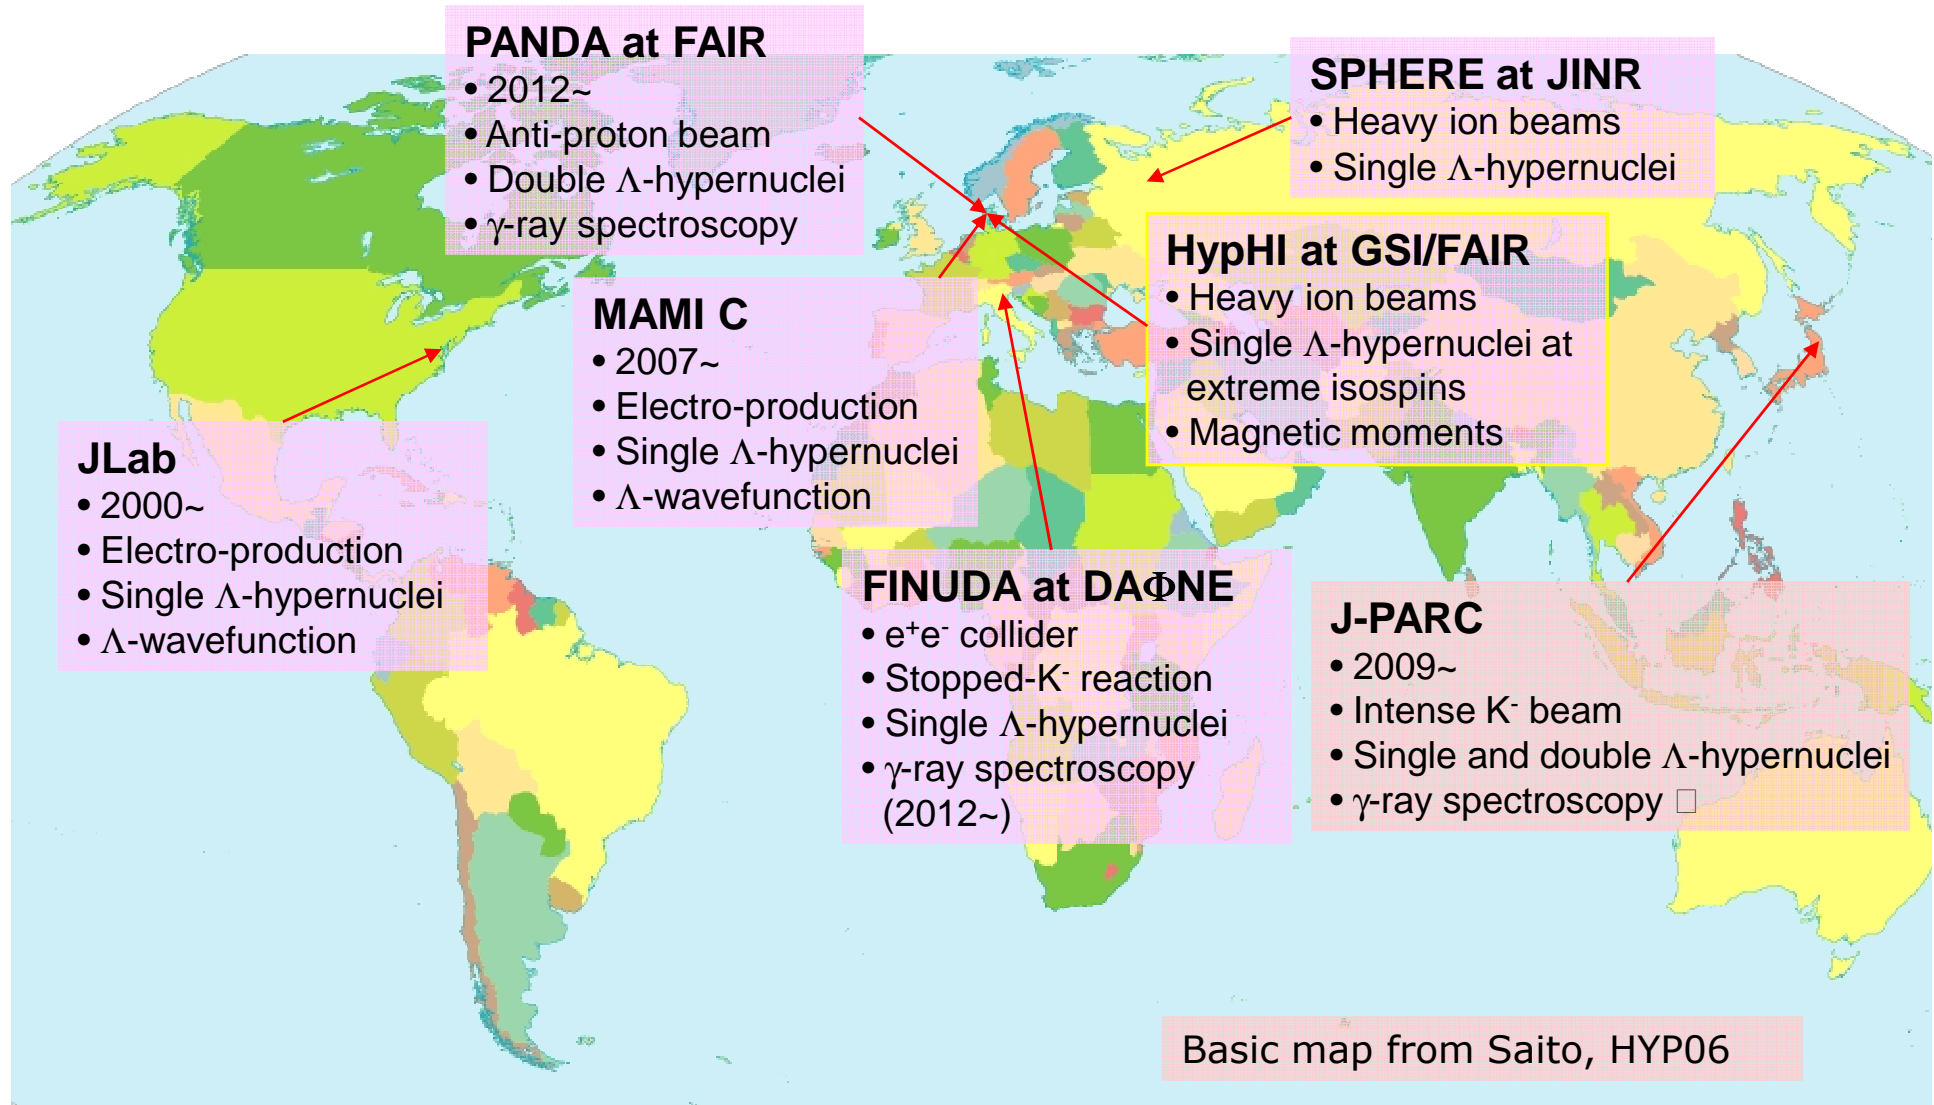 PANDA at FAIR
• 2012~
• Anti-proton beam
• Double Λ-hypernuclei
• γ-ray spectroscopy
SPHERE at JINR
• Heavy ion beams
• Single Λ-hypernuclei
HypHI at GSI/FAIR
• Heavy ion beams
• Single Λ-hypernuclei at
extreme isospins
• Magnetic moments
MAMI C
• 2007~
• Electro-production
• Single Λ-hypernuclei
• Λ-wavefunction
JLab
• 2000~
• Electro-production
• Single Λ-hypernuclei
• Λ-wavefunction
FINUDA at DAΦNE
• e⁺e⁻ collider
• Stopped-K⁻ reaction
• Single Λ-hypernuclei
• γ-ray spectroscopy
(2012~)
J-PARC
• 2009~
• Intense K⁻ beam
• Single and double Λ-hypernuclei
• γ-ray spectroscopy □
Basic map from Saito, HYP06